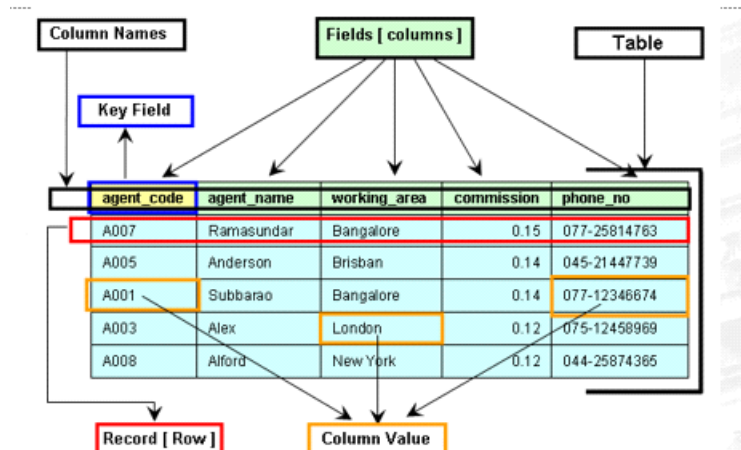 Column Names
Fields [ columns ]
Table
Key Field
agent_code agent_name working_area commission phone_no
A007 Ramasundar Bangalore 0.15 077-25814763
A005 Anderson Brisban 0.14 045-21447739
A001 Subbarao Bangalore 0.14 077-12346674
A003 Alex London 0.12 075-12458969
A008 Alford New York 0.12 044-25874365
Record [ Row ]
Column Value